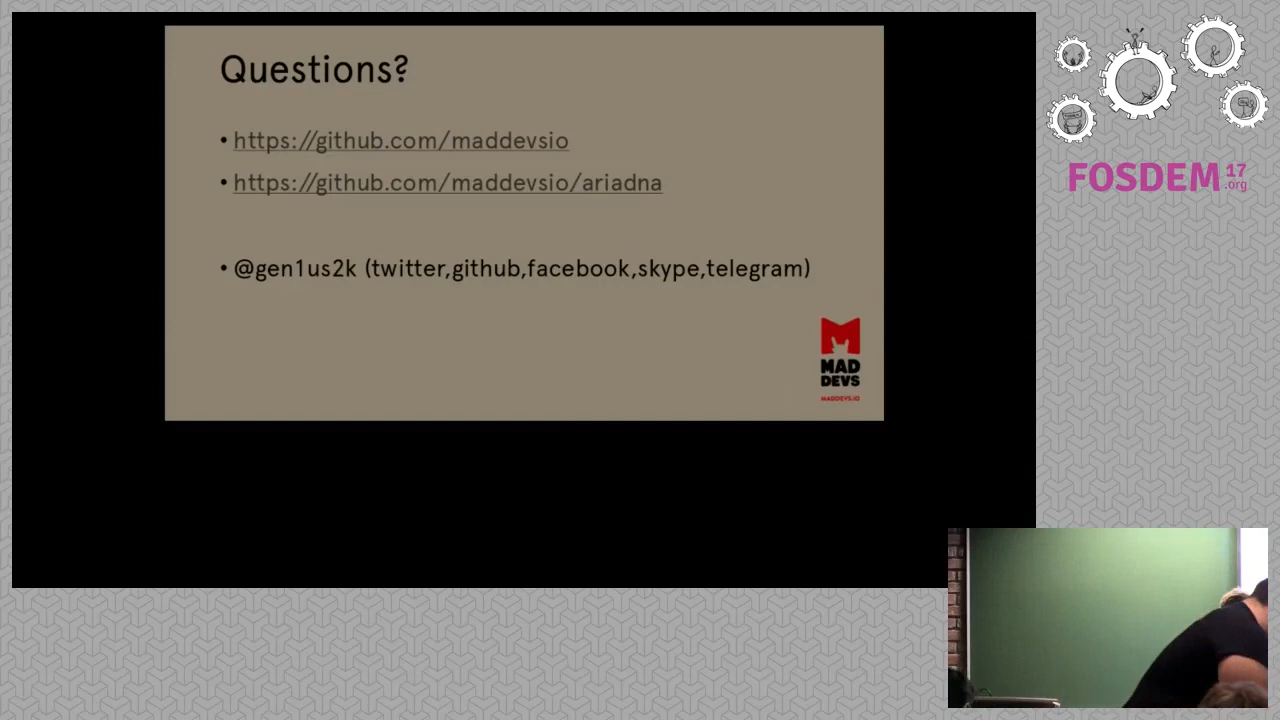 Questions?
• https://github.com/maddevsio
• https://github.com/maddevsio/ariadna
• @gen1us2k (twitter,github,facebook,skype,telegram)
MAD
DEVS
MADDEVS.IO
FOSDEM 17
.org